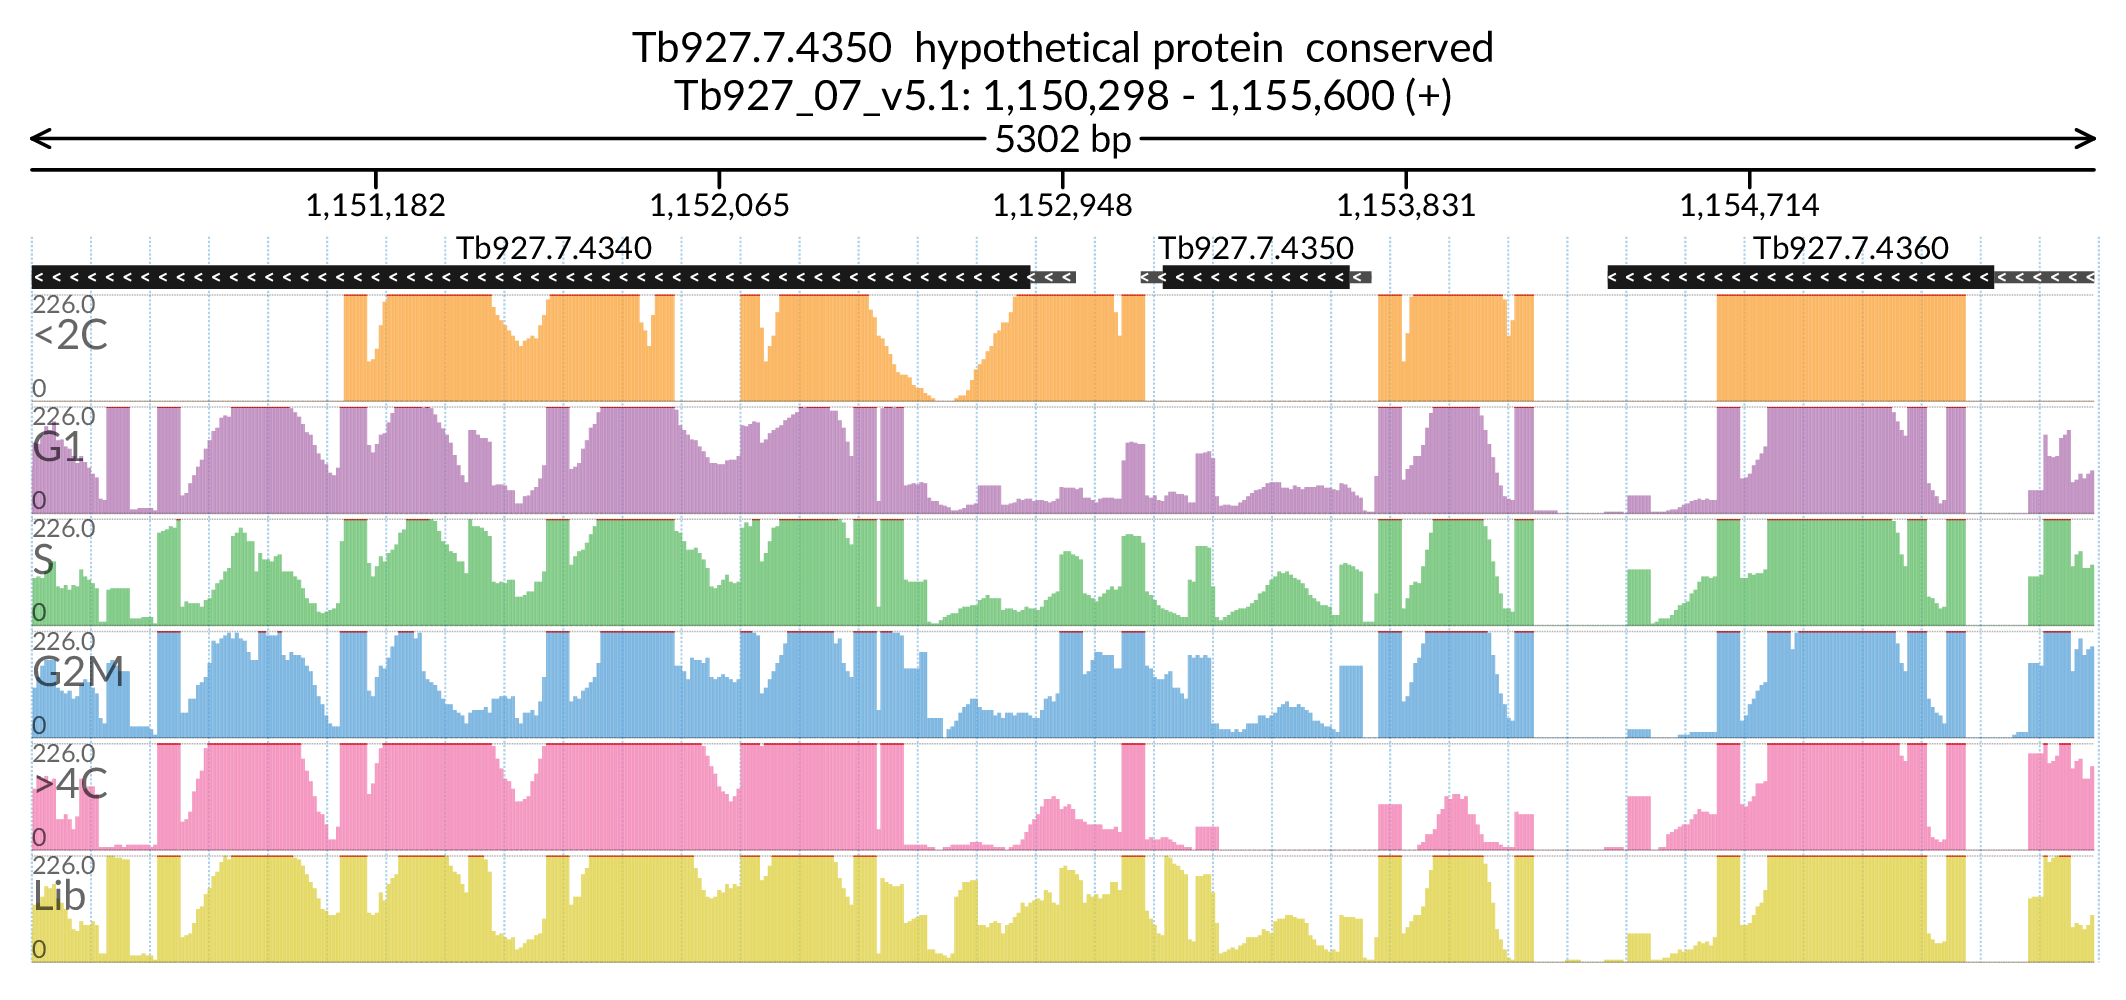 Tb927.7.4350 hypothetical protein conserved
Tb927_07_v5.1: 1,150,298 - 1,155,600 (+)
5302 bp
1,151,182 1,152,065 1,152,948 1,153,831 1,154,714
Tb927.7.4340 Tb927.7.4350 Tb927.7.4360
226.0
<2C
0
226.0
G1
0
226.0
S
0
226.0
G2M
0
226.0
>4C
0
226.0
Lib
0